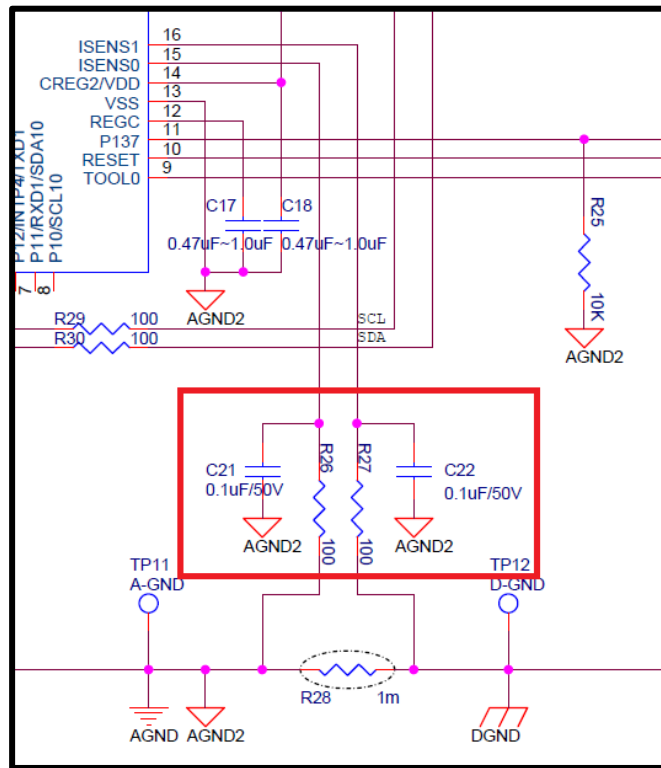 ISENS1 16
ISENS0 15
CREG2/VDD 14
VSS 13
REGC 12
P137 11
RESET 10
TOOL0 9
P12/INTP4/TXD1
P11/RXD1/SDA10
P10/SCL10
7
8
C17
C18
0.47uF~1.0uF
0.47uF~1.0uF
R25
10K
AGND2
AGND2
R29 100 SCL
R30 100 SDA
R26
R27
C21
0.1uF/50V
C22
0.1uF/50V
AGND2
100
100
AGND2
TP11
A-GND
TP12
D-GND
R28 1m
AGND
AGND2
DGND